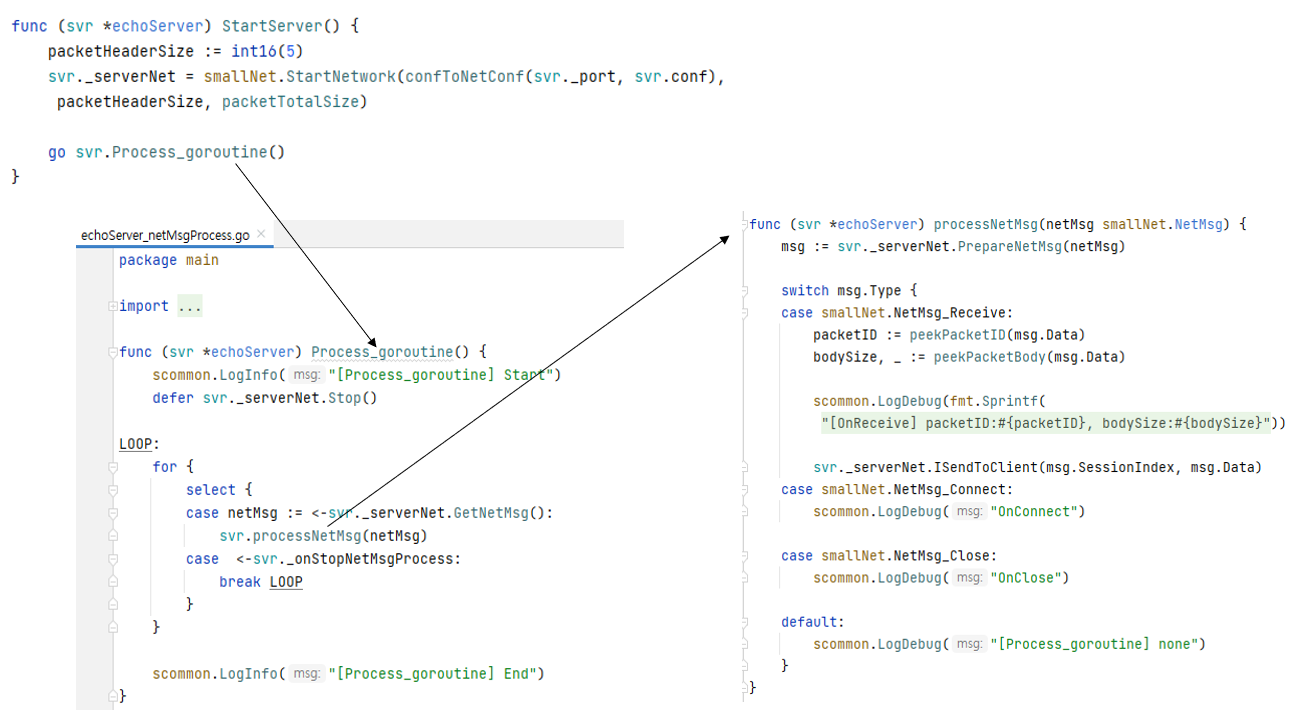 func (svr *echoServer) StartServer() {
    packetHeaderSize := int16(5)
    svr._serverNet = smallNet.StartNetwork(confToNetConf(svr._port, svr.conf),
     packetHeaderSize, packetTotalSize)

    go svr.Process_goroutine()
}
echoServer_netMsgProcess.go ×
package main

import ...

func (svr *echoServer) Process_goroutine() {
    scommon.LogInfo( msg: "[Process_goroutine] Start")
    defer svr._serverNet.Stop()

LOOP:
    for {
        select {
        case netMsg := <-svr._serverNet.GetNetMsg():
            svr.processNetMsg(netMsg)
        case  <-svr._onStopNetMsgProcess:
            break LOOP
        }
    }

    scommon.LogInfo( msg: "[Process_goroutine] End")
}
func (svr *echoServer) processNetMsg(netMsg smallNet.NetMsg) {
    msg := svr._serverNet.PrepareNetMsg(netMsg)

    switch msg.Type {
    case smallNet.NetMsg_Receive:
        packetID := peekPacketID(msg.Data)
        bodySize, _ := peekPacketBody(msg.Data)

        scommon.LogDebug(fmt.Sprintf(
         "[OnReceive] packetID:#{packetID}, bodySize:#{bodySize}"))

        svr._serverNet.ISendToClient(msg.SessionIndex, msg.Data)
    case smallNet.NetMsg_Connect:
        scommon.LogDebug( msg: "OnConnect")

    case smallNet.NetMsg_Close:
        scommon.LogDebug( msg: "OnClose")

    default:
        scommon.LogDebug( msg: "[Process_goroutine] none")
    }
}